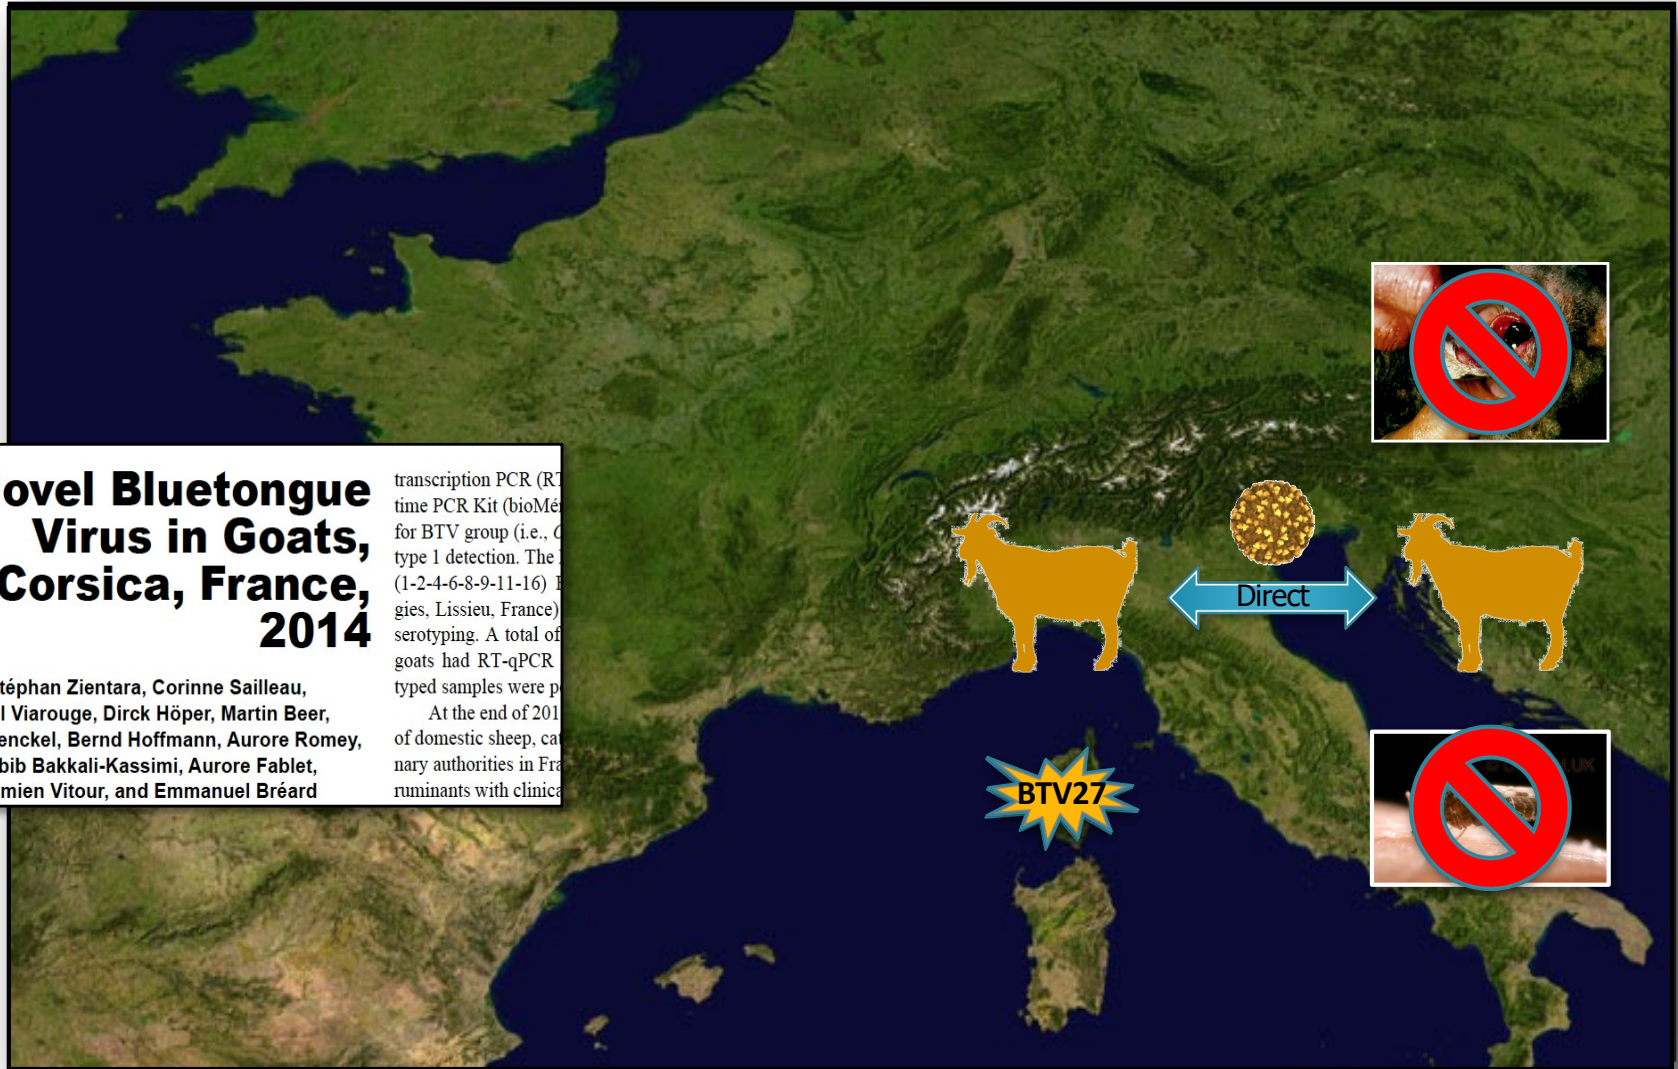 ovel Bluetongue
Virus in Goats,
Corsica, France,
2014
téphan Zientara, Corinne Sailleau,
l Viarouge, Dirck Höper, Martin Beer,
enckel, Bernd Hoffmann, Aurore Romey,
bib Bakkali-Kassimi, Aurore Fablet,
mien Vitour, and Emmanuel Bréard
transcription PCR (RT
time PCR Kit (bioMé
for BTV group (i.e.,
type 1 detection. The
(1-2-4-6-8-9-11-16)
gies, Lissieu, France)
serotyping. A total of
goats had RT-qPCR
typed samples were p
At the end of 201
of domestic sheep, cat
nary authorities in Fra
ruminants with clinica
Direct
BTV27